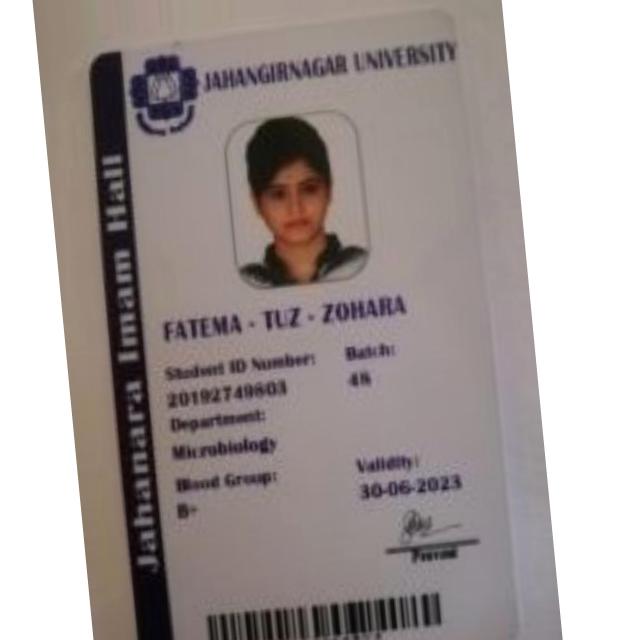 JAHANGIRNAGAR UNIVERSITY
Jahanara Imam Hall
FATEMA - TUZ - ZOHARA
Student ID Number: Batch:
20192749803 48
Department:
Microbiology
Blood Group: Validity:
B+ 30-06-2023
Provost